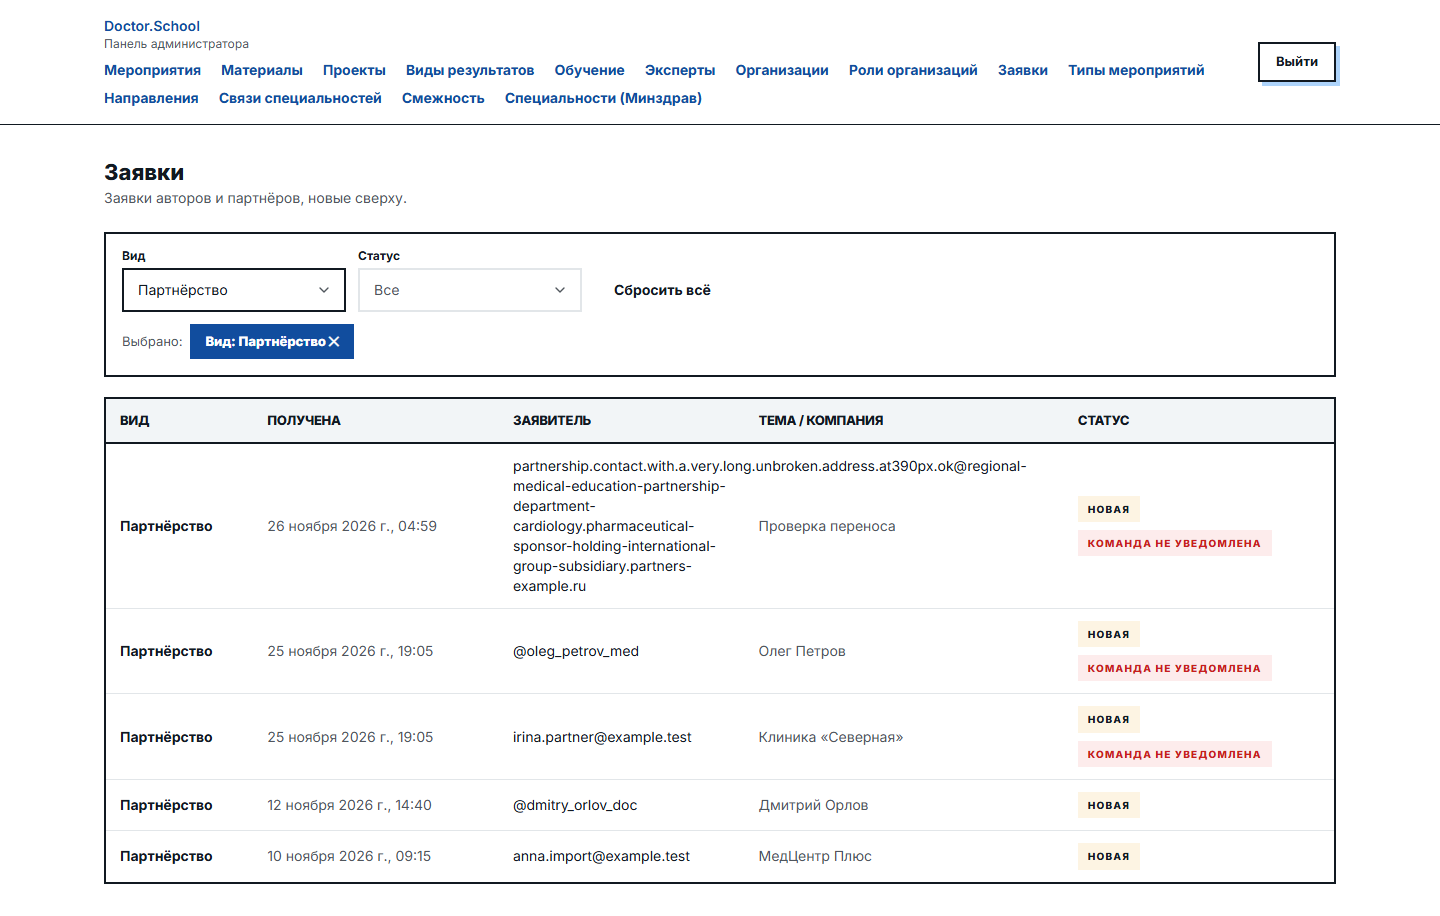 Doctor.School
Панель администратора
Мероприятия Материалы Проекты Виды результатов Обучение Эксперты Организации Роли организаций Заявки Типы мероприятий
Направления Связи специальностей Смежность Специальности (Минздрав)
Выйти
Заявки
Заявки авторов и партнёров, новые сверху.
Вид Статус
Партнёрство Все Сбросить всё
Выбрано: Вид: Партнёрство
ВИД ПОЛУЧЕНА ЗАЯВИТЕЛЬ ТЕМА / КОМПАНИЯ СТАТУС
partnership.contact.with.a.very.long.unbroken.address.at390px.ok@regional-
medical-education-partnership-
department-
cardiology.pharmaceutical-
sponsor-holding-international-
group-subsidiary.partners-
example.ru
Партнёрство 26 ноября 2026 г., 04:59 Проверка переноса
НОВАЯ
КОМАНДА НЕ УВЕДОМЛЕНА
Партнёрство 25 ноября 2026 г., 19:05 @oleg_petrov_med Олег Петров
НОВАЯ
КОМАНДА НЕ УВЕДОМЛЕНА
Партнёрство 25 ноября 2026 г., 19:05 irina.partner@example.test Клиника «Северная»
НОВАЯ
КОМАНДА НЕ УВЕДОМЛЕНА
Партнёрство 12 ноября 2026 г., 14:40 @dmitry_orlov_doc Дмитрий Орлов НОВАЯ
Партнёрство 10 ноября 2026 г., 09:15 anna.import@example.test МедЦентр Плюс НОВАЯ